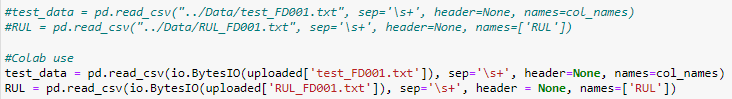 #test_data = pd.read_csv("../Data/test_FD001.txt", sep='\s+', header=None, names=col_names)
#RUL = pd.read_csv("../Data/RUL_FD001.txt", sep='\s+', header=None, names=['RUL'])
#Colab use
test_data = pd.read_csv(io.BytesIO(uploaded['test_FD001.txt']), sep='\s+', header=None, names=col_names)
RUL = pd.read_csv(io.BytesIO(uploaded['RUL_FD001.txt']), sep='\s+', header = None, names=['RUL'])